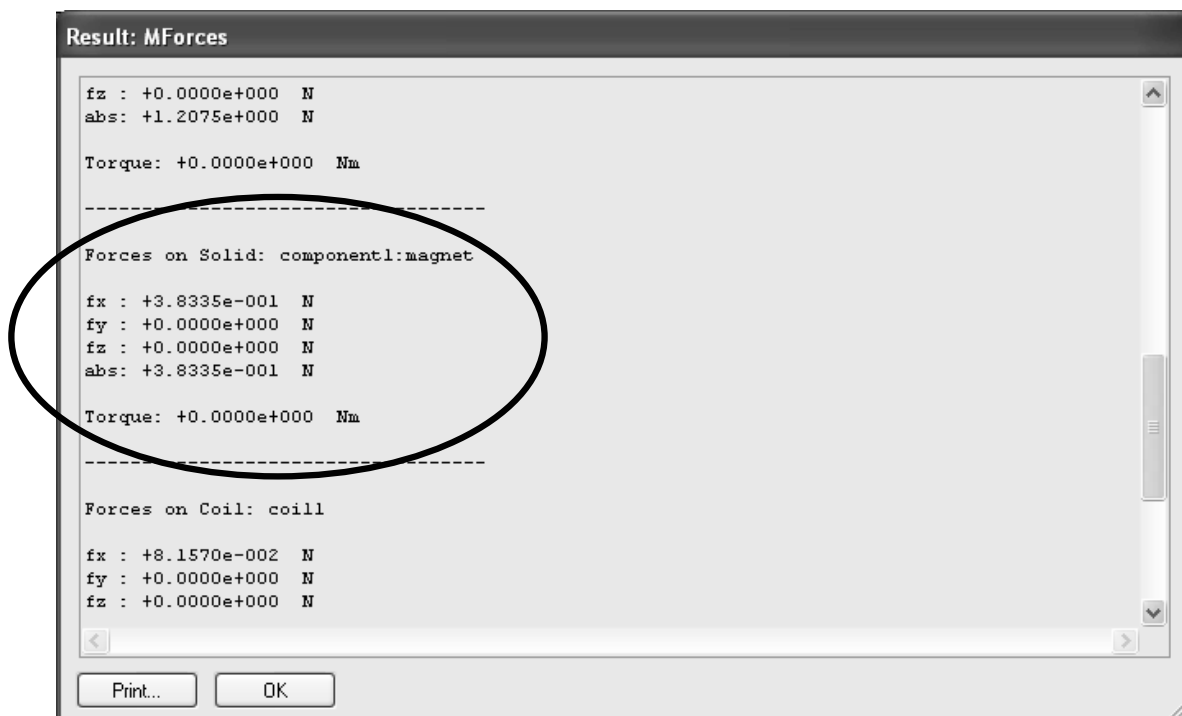 Result: MForces
fz : +0.0000e+000 N
abs: +1.2075e+000 N
Torque: +0.0000e+000 Nm
-----------------------------------
Forces on Solid: component1:magnet
fx : +3.8335e-001 N
fy : +0.0000e+000 N
fz : +0.0000e+000 N
abs: +3.8335e-001 N
Torque: +0.0000e+000 Nm
-----------------------------------
Forces on Coil: coil1
fx : +8.1570e-002 N
fy : +0.0000e+000 N
fz : +0.0000e+000 N
Print... OK